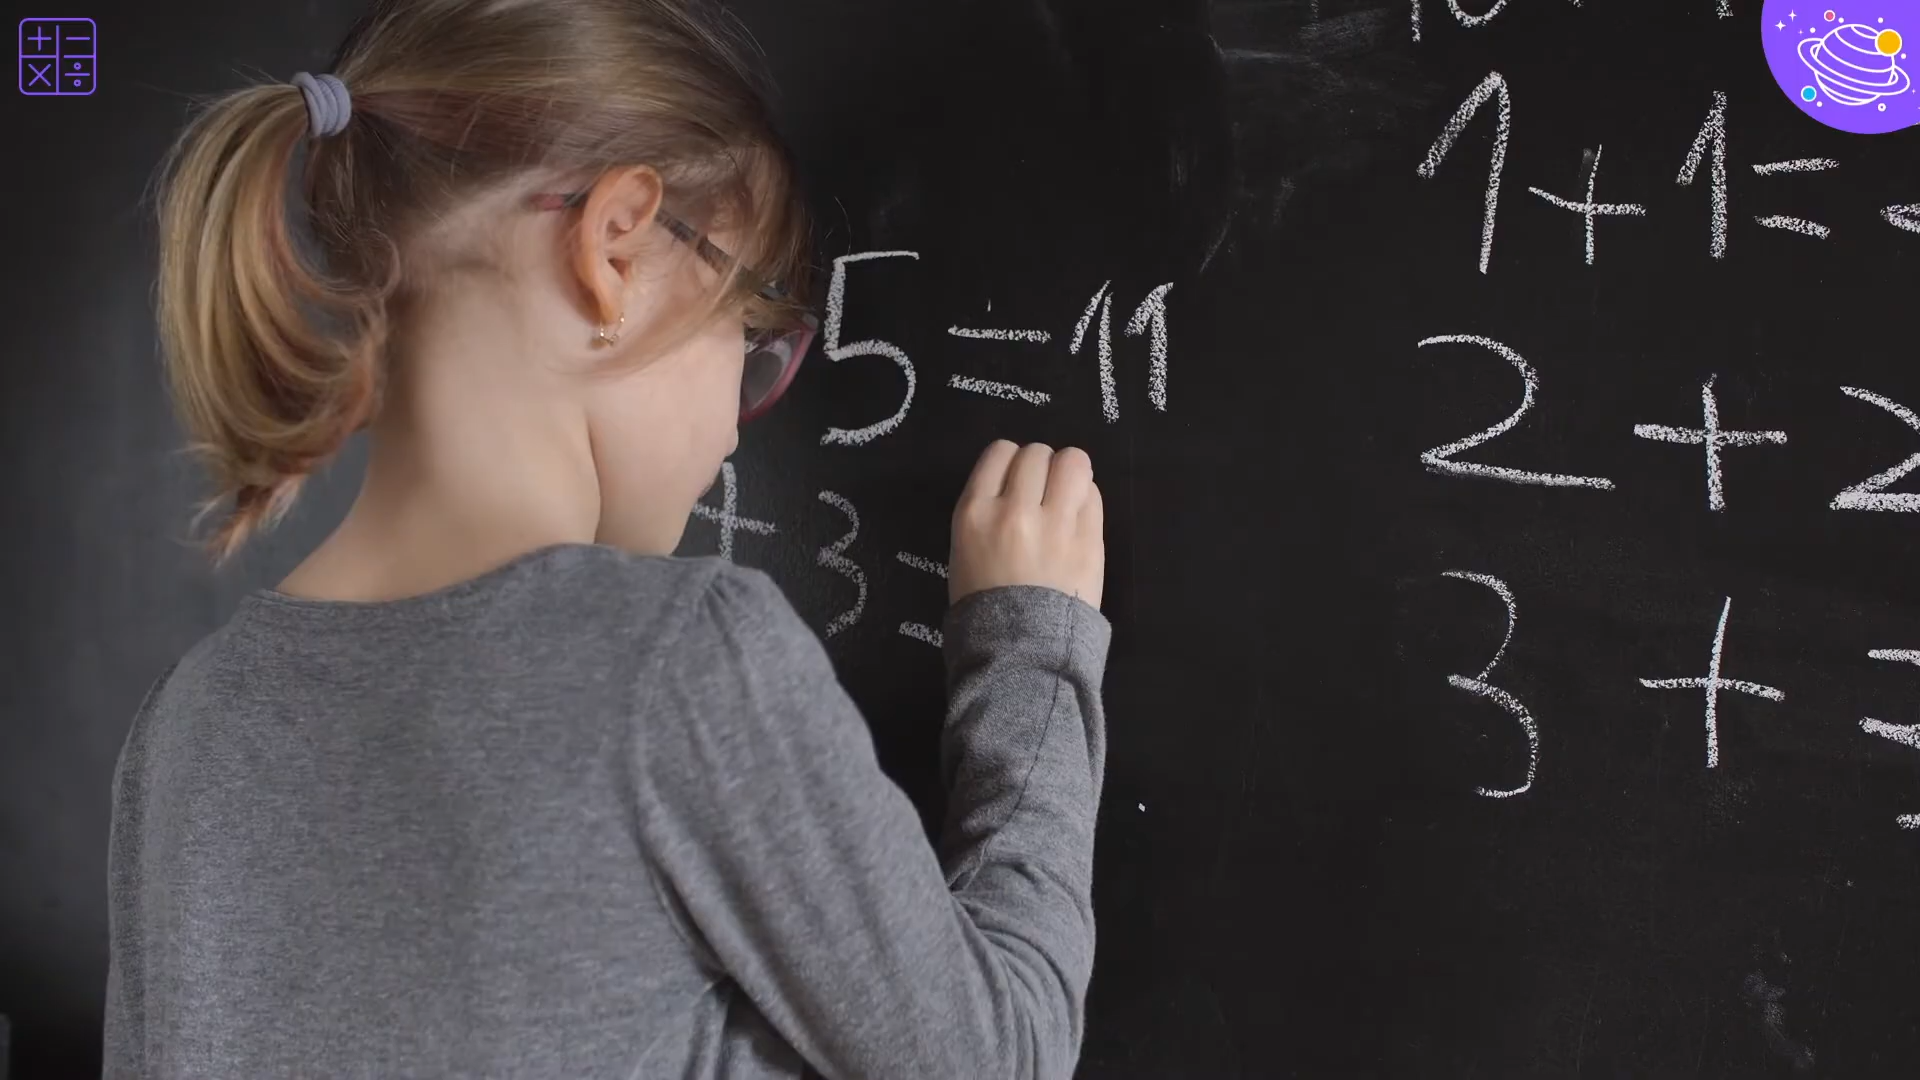 5 = 11
+ 3 =
1 + 1 =
2 + 2
3 +